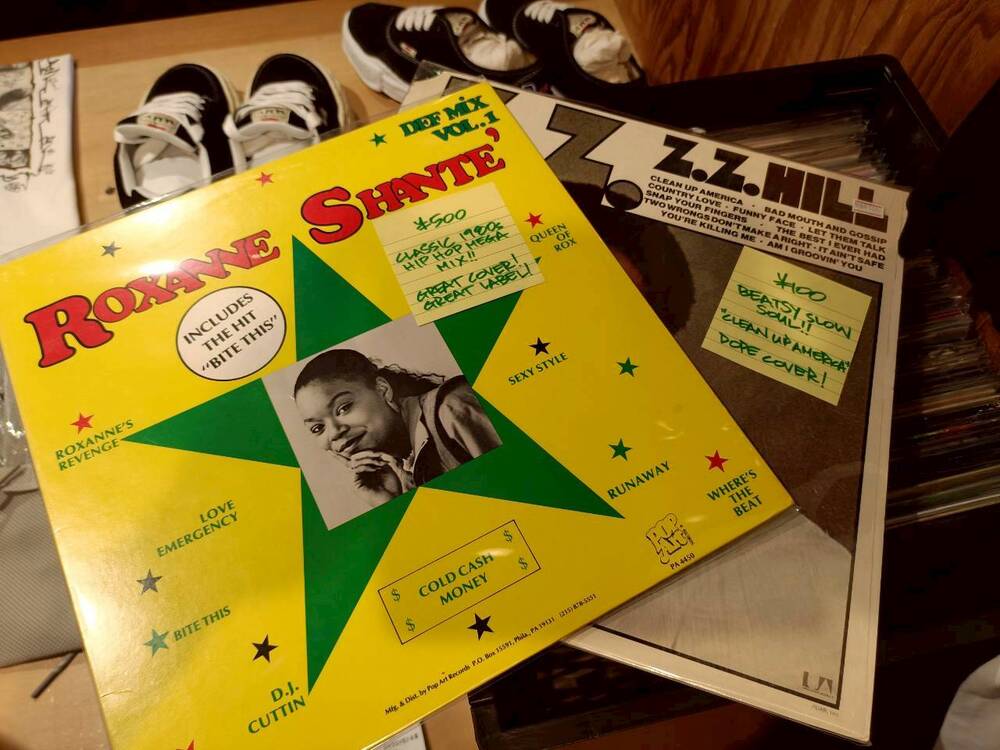 DEF MIX
VOL. 1
ROXANNE SHANTE'
¥500
CLASSIC 1980s
HIP HOP MEGA
MIX!!
GREAT COVER!
GREAT LABEL!
INCLUDES
THE HIT
"BITE THIS"
QUEEN
OF
ROX
SEXY STYLE
ROXANNE'S
REVENGE
RUNAWAY
WHERE'S
THE
BEAT
LOVE
EMERGENCY
BITE THIS
D.J.
CUTTIN
$ $
COLD CASH
MONEY
$ $
POP
ART
PA 4450
Mfg. & Dist. by Pop Art Records P.O. Box 15591, Phila., PA 19131 (215) 878-5551
Z.
Z.Z. HILL
CLEAN UP AMERICA · BAD MOUTH AND GOSSIP
COUNTRY LOVE · FUNNY FACE · LET THEM TALK
SNAP YOUR FINGERS THE BEST I EVER HAD
TWO WRONGS DON'T MAKE A RIGHT · IT AIN'T SAFE
YOU'RE KILLING ME · AM I GROOVIN' YOU
¥100
BEATSY SLOW
SOUL!!
"CLEAN UP AMERICA"
DOPE COVER!
UA